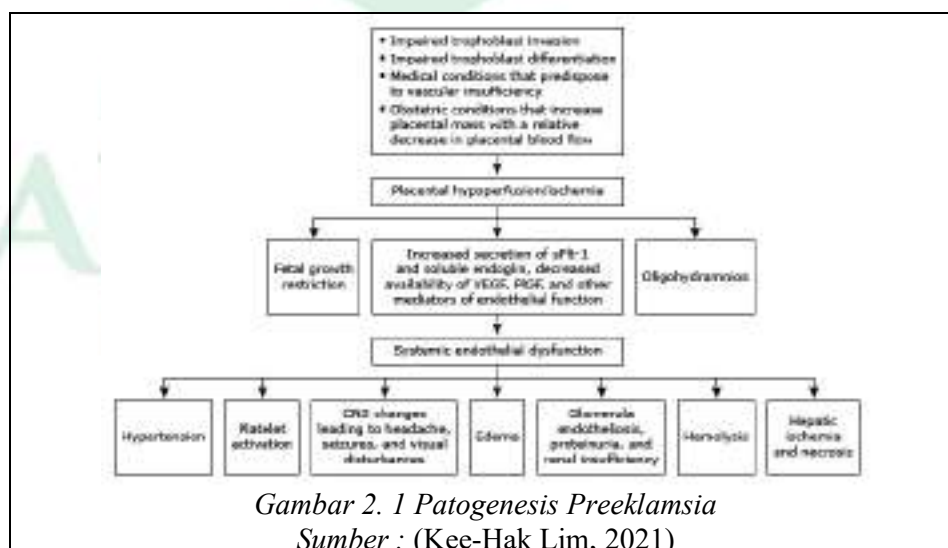 • Impaired trophoblast invasion
• Impaired trophoblast differentiation
• Medical conditions that predispose
to vascular insufficiency
• Obstetric conditions that increase
placental mass with a relative
decrease in placental blood flow
Placental hypoperfusion/ischemia
Fetal growth
restriction
Increased secretion of sFlt-1
and soluble endoglin, decreased
availability of VEGF, PlGF, and other
mediators of endothelial function
Oligohydramnios
Systemic endothelial dysfunction
Hypertension
Platelet
activation
CNS changes
leading to headache,
seizures, and visual
disturbances
Edema
Glomerula
endotheliosis,
proteinuria, and
renal insufficiency
Hemolysis
Hepatic
ischemia
and necrosis
Gambar 2. 1 Patogenesis Preeklamsia
Sumber : (Kee-Hak Lim, 2021)